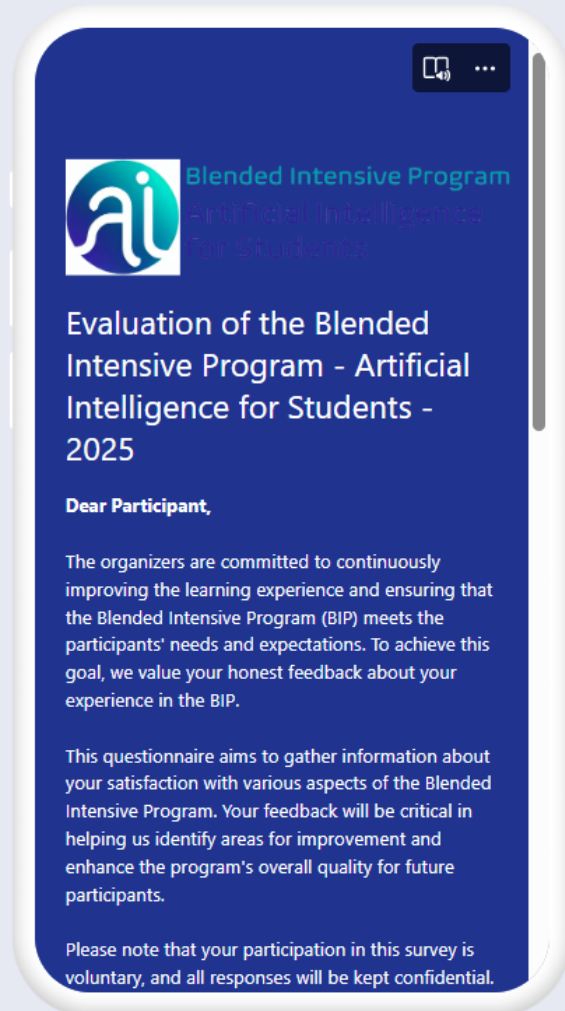 ai
Blended Intensive Program
Artificial Intelligence
for Students
Evaluation of the Blended
Intensive Program - Artificial
Intelligence for Students -
2025
Dear Participant,
The organizers are committed to continuously
improving the learning experience and ensuring that
the Blended Intensive Program (BIP) meets the
participants' needs and expectations. To achieve this
goal, we value your honest feedback about your
experience in the BIP.
This questionnaire aims to gather information about
your satisfaction with various aspects of the Blended
Intensive Program. Your feedback will be critical in
helping us identify areas for improvement and
enhance the program's overall quality for future
participants.
Please note that your participation in this survey is
voluntary, and all responses will be kept confidential.